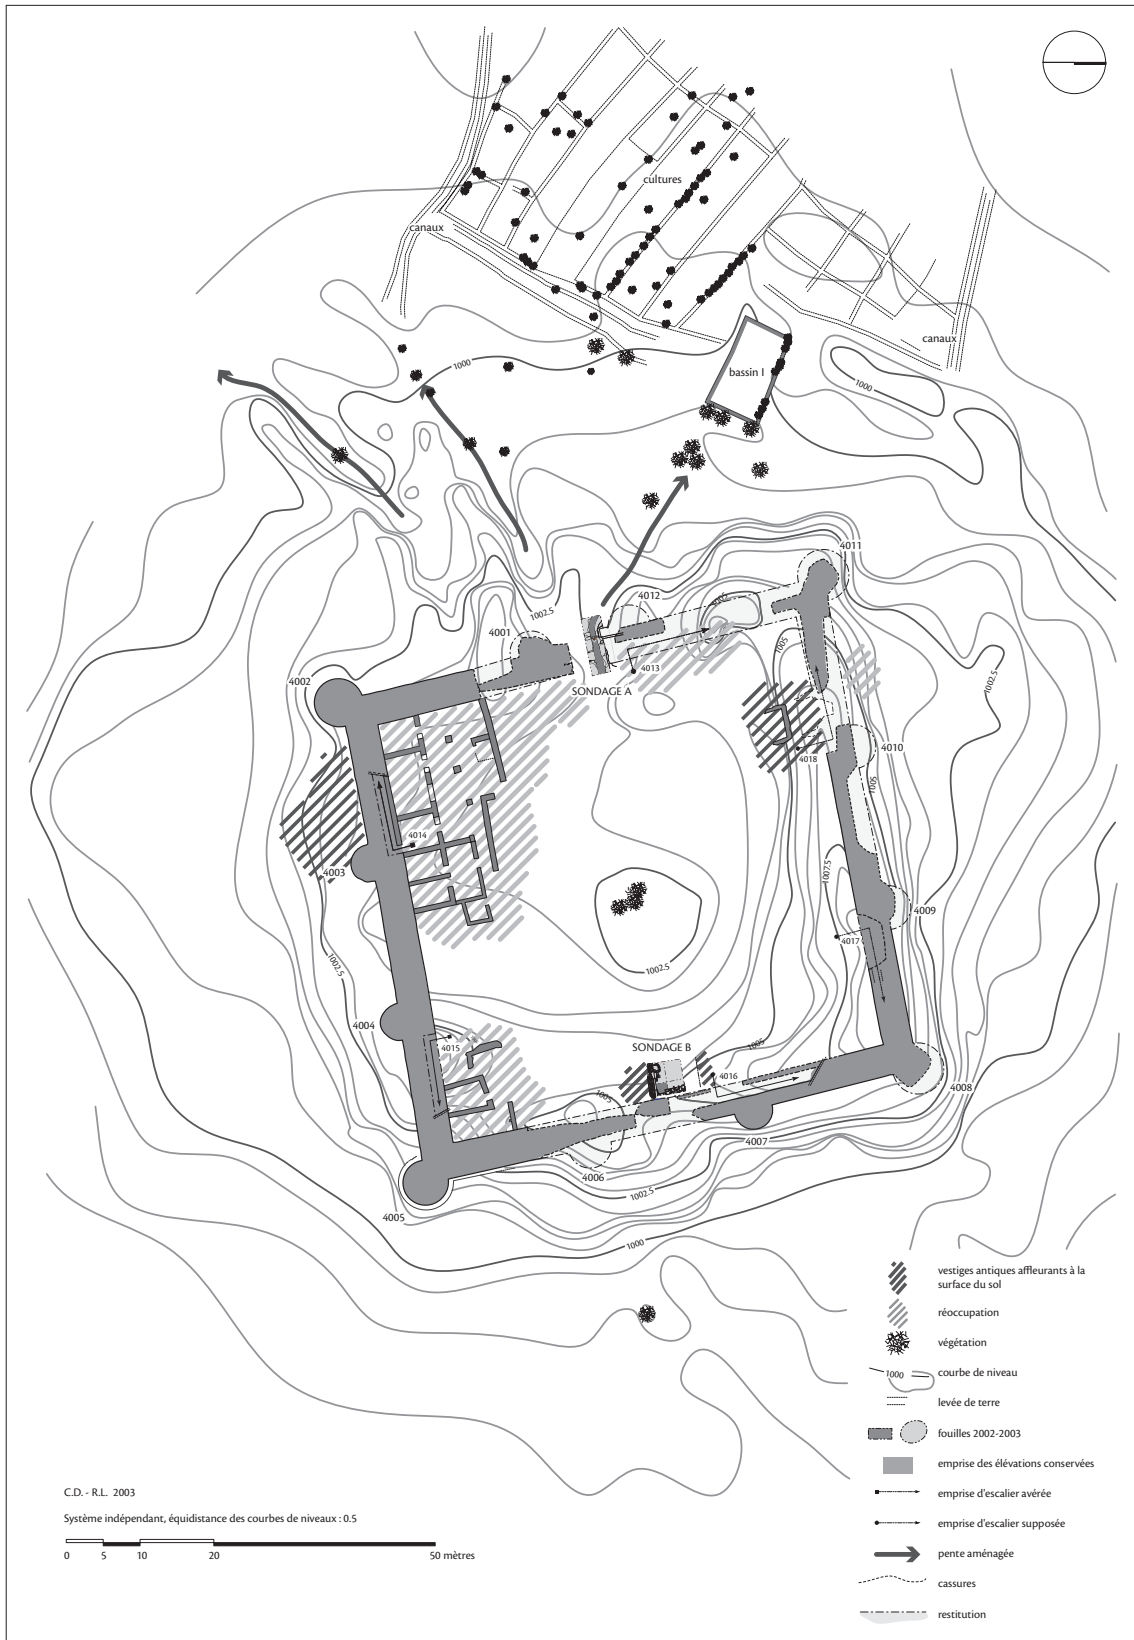 cultures
canaux
canaux
1000
bassin I
1000
4011
1002.5
4012
4001
1005
4013
1002.5
4002
SONDAGE A
4010
4018
1005
4014
4003
1007.5
4009
4017
1002.5
1002.5
4004
4015
SONDAGE B
1005
4016
4008
1005
4007
4006
1002.5
4005
1000
vestiges antiques affleurants à la
surface du sol
réoccupation
végétation
1000
courbe de niveau
levée de terre
fouilles 2002-2003
emprise des élévations conservées
emprise d'escalier avérée
emprise d'escalier supposée
pente aménagée
cassures
restitution
C.D. - R.L. 2003
Système indépendant, équidistance des courbes de niveaux : 0.5
0 5 10 20 50 mètres